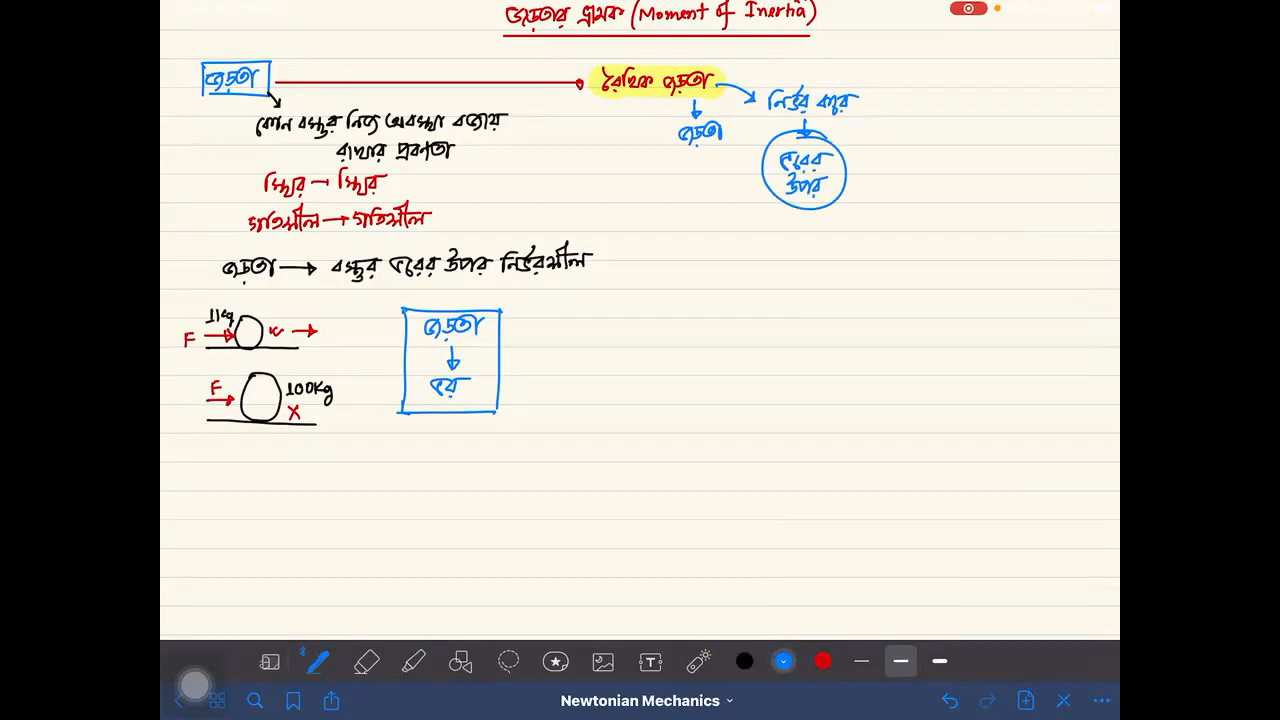 জড়তার ভ্রামক (Moment of Inertia)
জড়তা
রৈখিক জড়তা
নির্ভর করে
কোন বস্তুর নিজ অবস্থা বজায়
রাখার প্রবণতা
জড়তা
ভরের
উপর
স্থির → স্থির
গতিশীল → গতিশীল
জড়তা → বস্তুর ভরের উপর নির্ভরশীল
1kg
F
জড়তা
ভর
F
100kg
X
T
Newtonian Mechanics